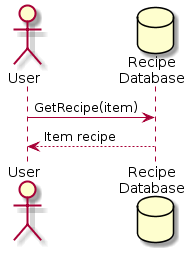 User
Recipe
Database
GetRecipe(item)
Item recipe
User
Recipe
Database